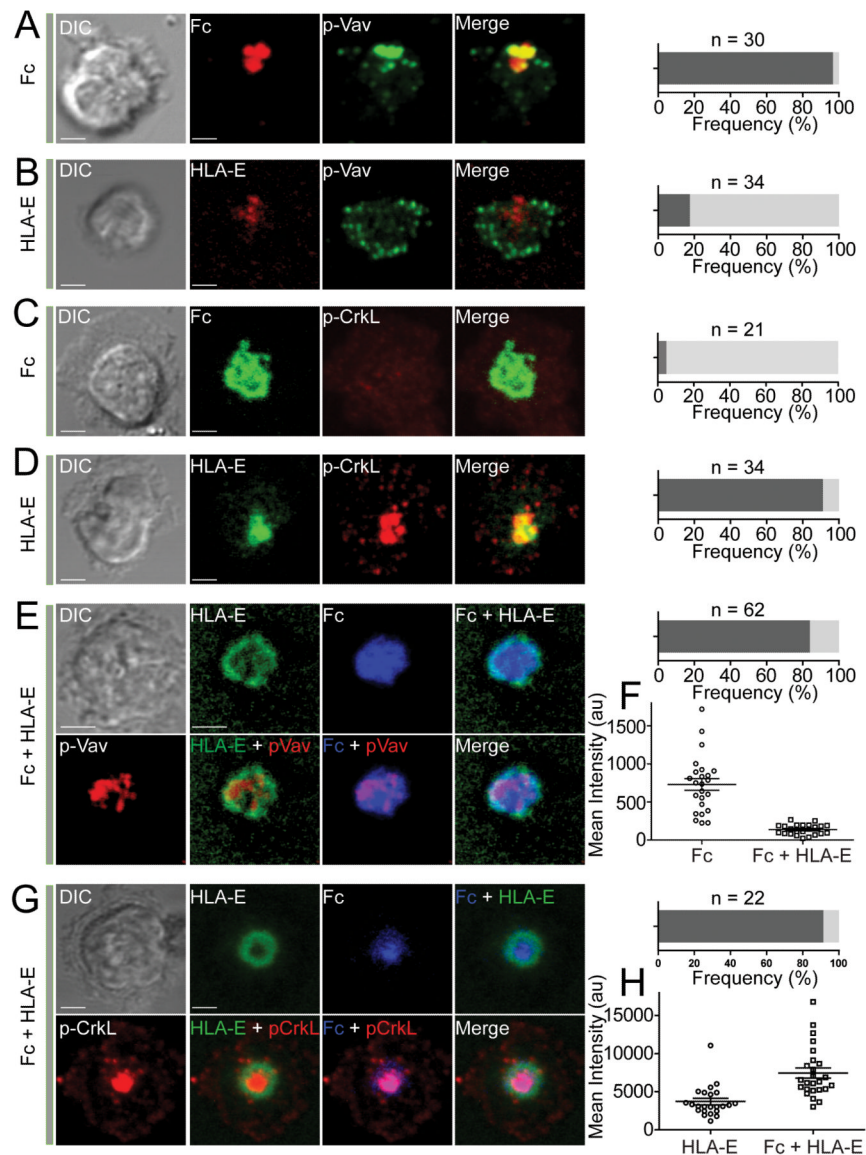 A
Fc
DIC
Fc
p-Vav
Merge
n = 30
0 20 40 60 80 100
Frequency (%)
B
HLA-E
DIC
HLA-E
p-Vav
Merge
n = 34
0 20 40 60 80 100
Frequency (%)
C
Fc
DIC
Fc
p-CrkL
Merge
n = 21
0 20 40 60 80 100
Frequency (%)
D
HLA-E
DIC
HLA-E
p-CrkL
Merge
n = 34
0 20 40 60 80 100
Frequency (%)
E
Fc + HLA-E
DIC
HLA-E
Fc
Fc + HLA-E
p-Vav
HLA-E + pVav
Fc + pVav
Merge
n = 62
0 20 40 60 80 100
Frequency (%)
F
Mean Intensity (au)
1500
1000
500
0
Fc
Fc + HLA-E
G
Fc + HLA-E
DIC
HLA-E
Fc
Fc + HLA-E
p-CrkL
HLA-E + pCrkL
Fc + pCrkL
Merge
n = 22
0 20 40 60 80 100
Frequency (%)
H
Mean Intensity (au)
15000
10000
5000
0
HLA-E
Fc + HLA-E